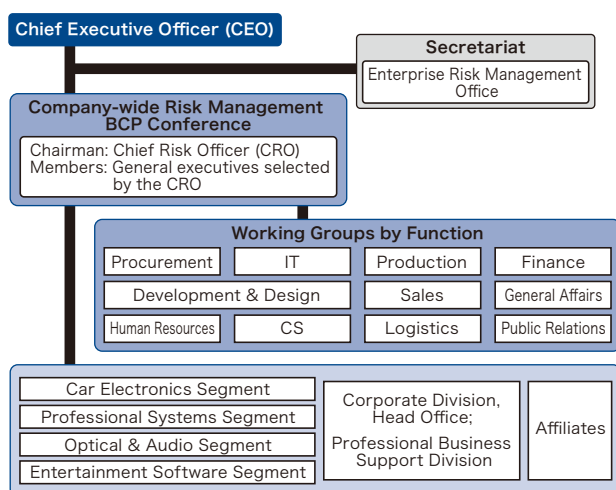 Chief Executive Officer (CEO)
Secretariat
Enterprise Risk Management
Office
Company-wide Risk Management
BCP Conference
Chairman: Chief Risk Officer (CRO)
Members: General executives selected
by the CRO
Working Groups by Function
Procurement
IT
Production
Finance
Development & Design
Sales
General Affairs
Human Resources
CS
Logistics
Public Relations
Car Electronics Segment
Professional Systems Segment
Optical & Audio Segment
Entertainment Software Segment
Corporate Division,
Head Office;
Professional Business
Support Division
Affiliates